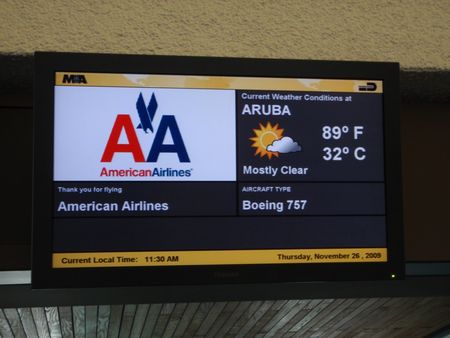 MIA
Current Weather Conditions at
ARUBA
89° F
32° C
Mostly Clear
AA
AmericanAirlines
Thank you for flying
American Airlines
AIRCRAFT TYPE
Boeing 757
Current Local Time: 11:30 AM
Thursday, November 26 , 2009